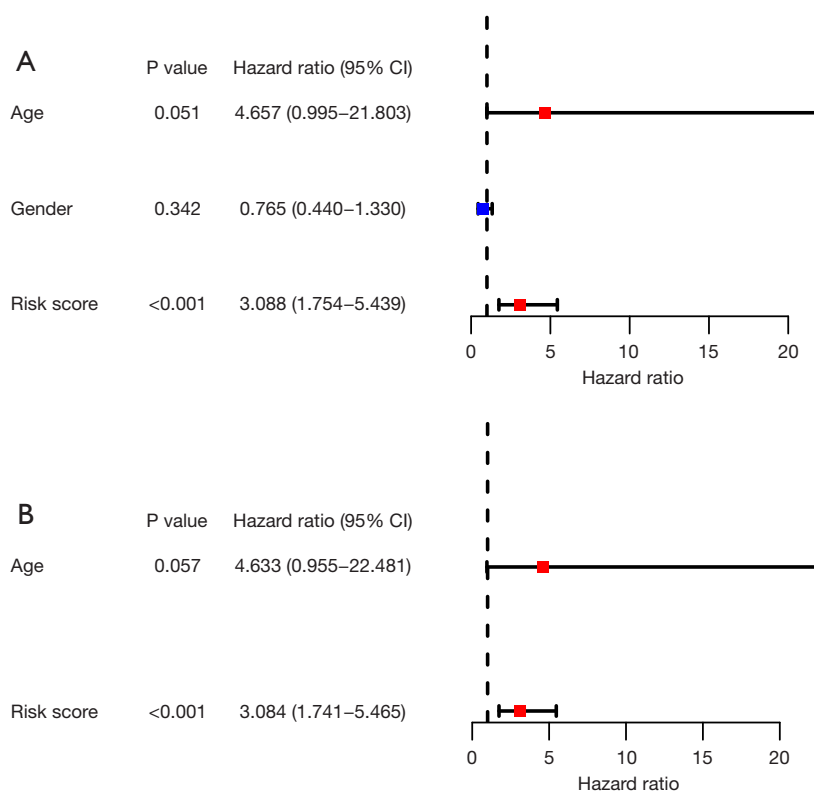 A
P value Hazard ratio (95% CI)
Age 0.051 4.657 (0.995–21.803)
Gender 0.342 0.765 (0.440–1.330)
Risk score <0.001 3.088 (1.754–5.439)
0 5 10 15 20
Hazard ratio
B
P value Hazard ratio (95% CI)
Age 0.057 4.633 (0.955–22.481)
Risk score <0.001 3.084 (1.741–5.465)
0 5 10 15 20
Hazard ratio